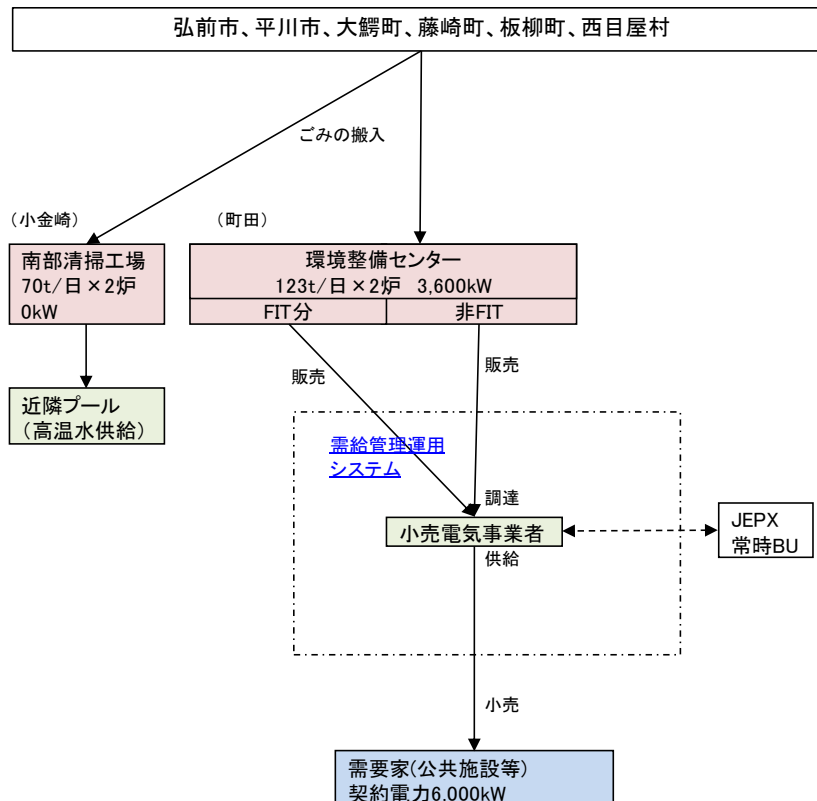 弘前市、平川市、大鰐町、藤崎町、板柳町、西目屋村
ごみの搬入
（小金崎）
（町田）
南部清掃工場
70t/日×2炉
0kW
環境整備センター
123t/日×2炉 3,600kW
FIT分
非FIT
販売
販売
近隣プール
（高温水供給）
需給管理運用
システム
調達
小売電気事業者
供給
JEPX
常時BU
小売
需要家(公共施設等)
契約電力6,000kW